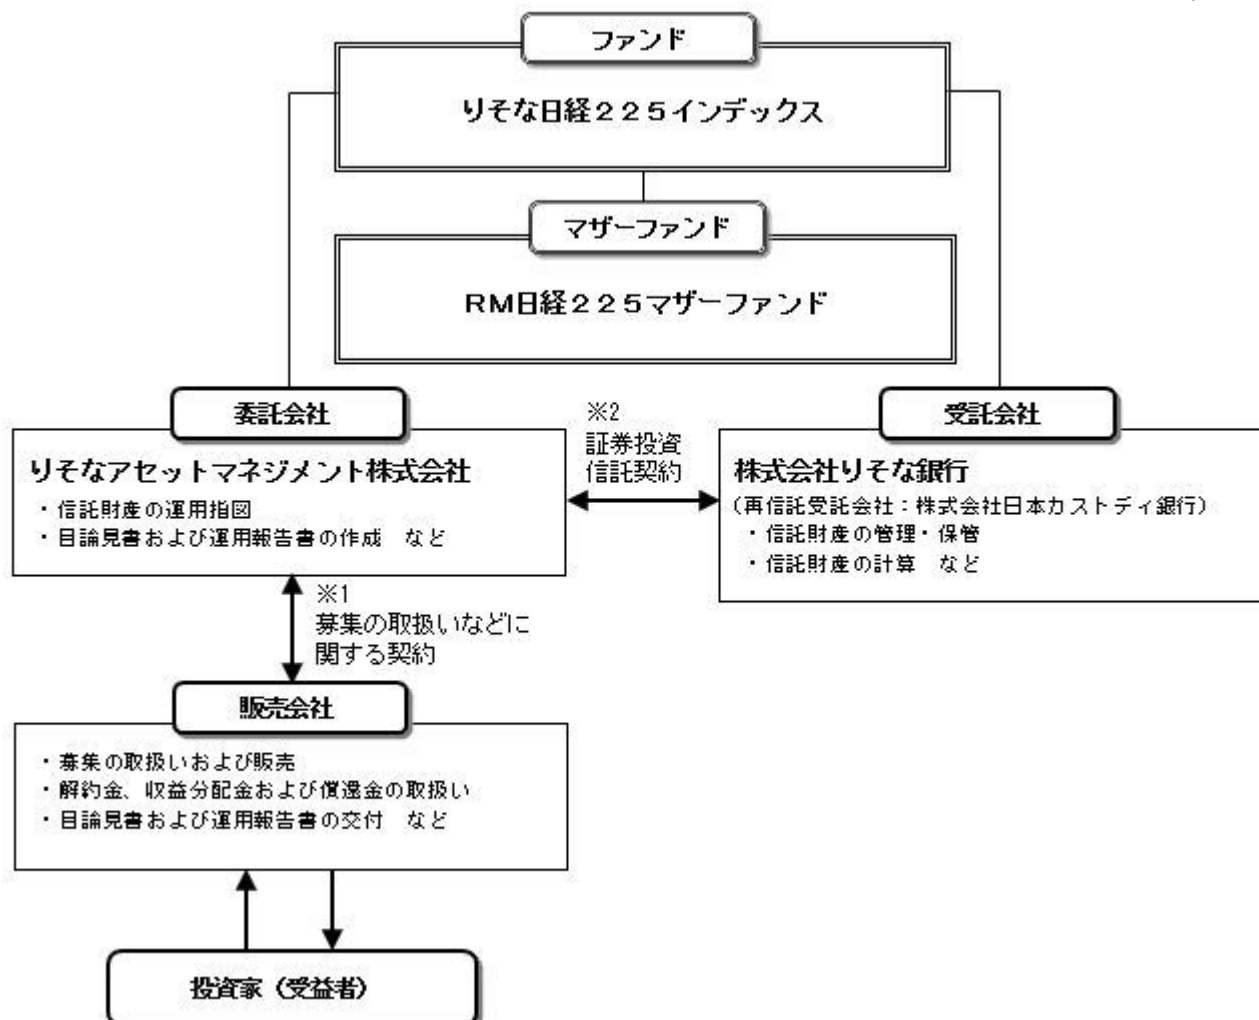 ファンド
りそな日経２２５インデックス
マザーファンド
ＲＭ日経２２５マザーファンド
委託会社
りそなアセットマネジメント株式会社
・信託財産の運用指図
・目論見書および運用報告書の作成　など
※2
証券投資
信託契約
受託会社
株式会社りそな銀行
（再信託受託会社：株式会社日本カストディ銀行）
・信託財産の管理・保管
・信託財産の計算　など
※1
募集の取扱いなどに
関する契約
販売会社
・募集の取扱いおよび販売
・解約金、収益分配金および償還金の取扱い
・目論見書および運用報告書の交付　など
投資家（受益者）